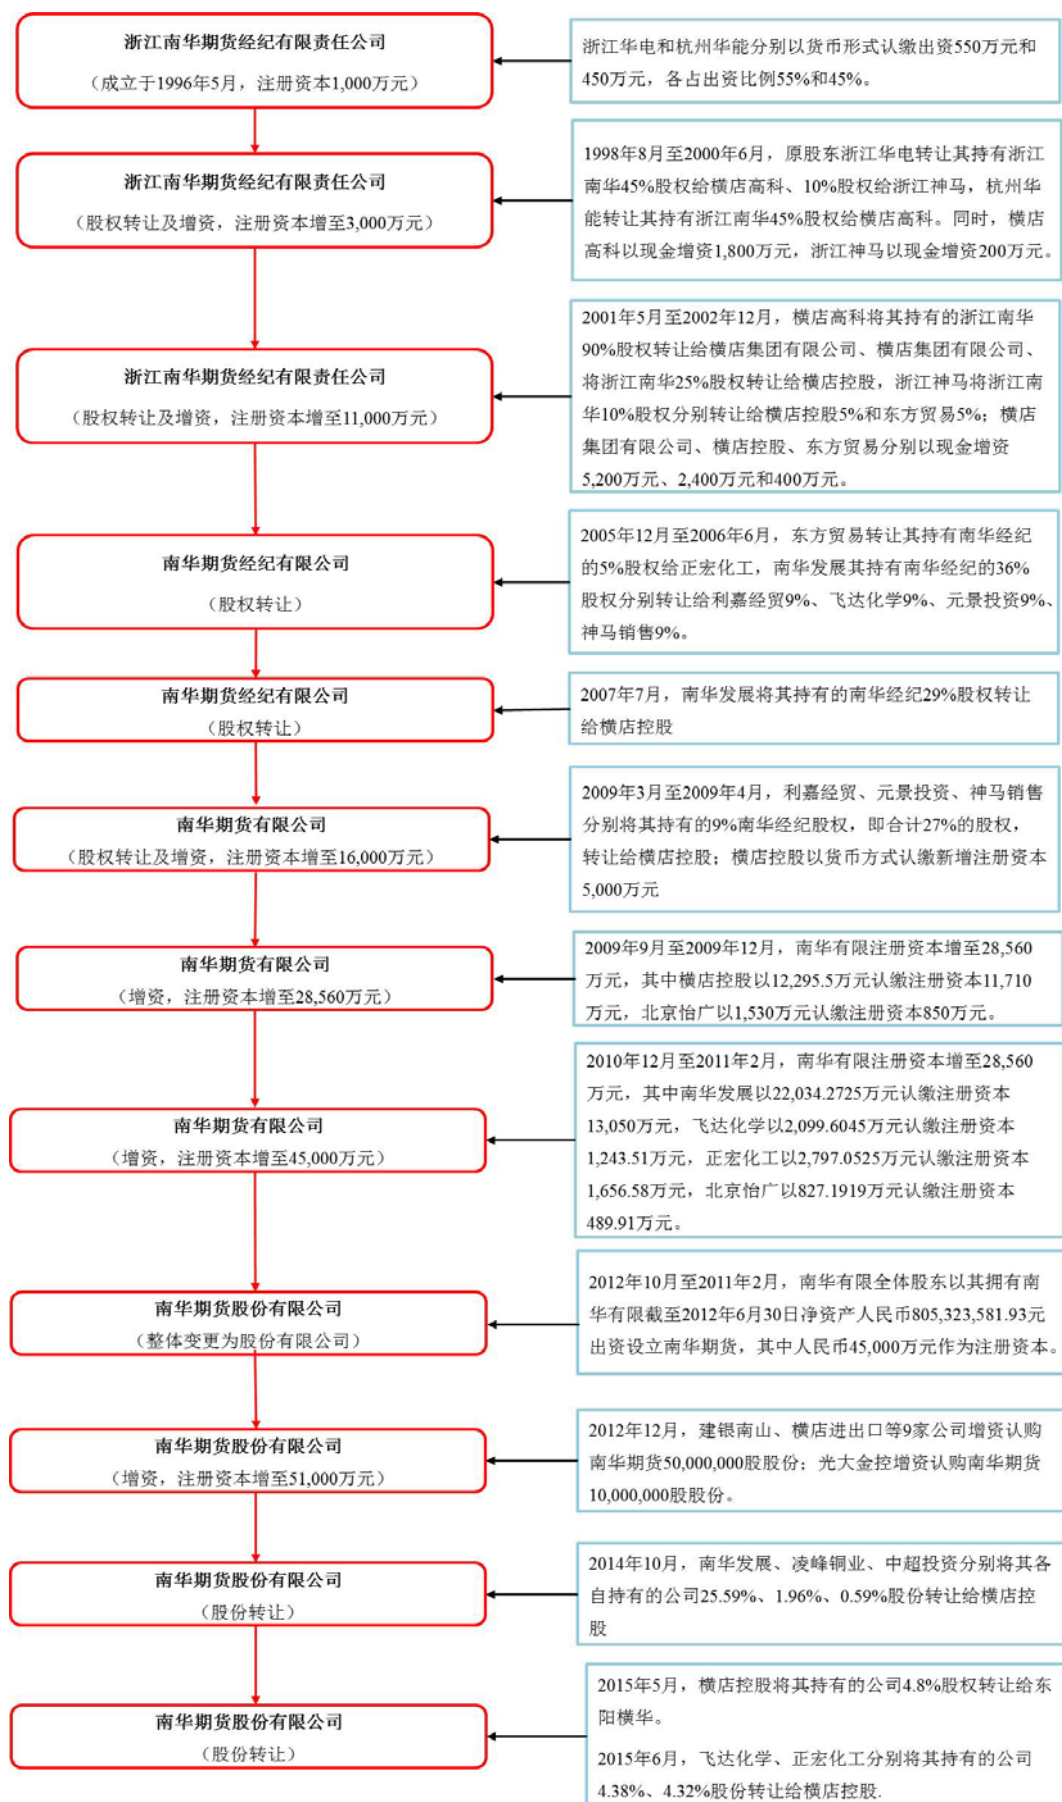 浙江南华期货经纪有限责任公司
（成立于1996年5月，注册资本1,000万元）
浙江华电和杭州华能分别以货币形式认缴出资550万元和
450万元，各占出资比例55%和45%。
浙江南华期货经纪有限责任公司
（股权转让及增资，注册资本增至3,000万元）
1998年8月至2000年6月，原股东浙江华电转让其持有浙江
南华45%股权给横店高科、10%股权给浙江神马，杭州华
能转让其持有浙江南华45%股权给横店高科。同时，横店
高科以现金增资1,800万元，浙江神马以现金增资200万元。
浙江南华期货经纪有限责任公司
（股权转让及增资，注册资本增至11,000万元）
2001年5月至2002年12月，横店高科将其持有的浙江南华
90%股权转让给横店集团有限公司、横店集团有限公司、
将浙江南华25%股权转让给横店控股，浙江神马将浙江南
华10%股权分别转让给横店控股5%和东方贸易5%；横店
集团有限公司、横店控股、东方贸易分别以现金增资
5,200万元、2,400万元和400万元。
南华期货经纪有限公司
（股权转让）
2005年12月至2006年6月，东方贸易转让其持有南华经纪
的5%股权给正宏化工，南华发展其持有南华经纪的36%
股权分别转让给利嘉经贸9%、飞达化学9%、元景投资9%、
神马销售9%。
南华期货经纪有限公司
（股权转让）
2007年7月，南华发展将其持有的南华经纪29%股权转让
给横店控股
南华期货有限公司
（股权转让及增资，注册资本增至16,000万元）
2009年3月至2009年4月，利嘉经贸、元景投资、神马销售
分别将其持有的9%南华经纪股权，即合计27%的股权，
转让给横店控股；横店控股以货币方式认缴新增注册资本
5,000万元
南华期货有限公司
（增资，注册资本增至28,560万元）
2009年9月至2009年12月，南华有限注册资本增至28,560
万元，其中横店控股以12,295.5万元认缴注册资本11,710
万元，北京怡广以1,530万元认缴注册资本850万元。
南华期货有限公司
（增资，注册资本增至45,000万元）
2010年12月至2011年2月，南华有限注册资本增至28,560
万元，其中南华发展以22,034.2725万元认缴注册资本
13,050万元，飞达化学以2,099.6045万元认缴注册资本
1,243.51万元，正宏化工以2,797.0525万元认缴注册资本
1,656.58万元，北京怡广以827.1919万元认缴注册资本
489.91万元。
南华期货股份有限公司
（整体变更为股份有限公司）
2012年10月至2011年2月，南华有限全体股东以其拥有南
华有限截至2012年6月30日净资产人民币805,323,581.93元
出资设立南华期货，其中人民币45,000万元作为注册资本。
南华期货股份有限公司
（增资，注册资本增至51,000万元）
2012年12月，建银南山、横店进出口等9家公司增资认购
南华期货50,000,000股股份；光大金控增资认购南华期货
10,000,000股股份。
南华期货股份有限公司
（股份转让）
2014年10月，南华发展、凌峰铜业、中超投资分别将其各
自持有的公司25.59%、1.96%、0.59%股份转让给横店控
股
南华期货股份有限公司
（股份转让）
2015年5月，横店控股将其持有的公司4.8%股权转让给东
阳横华。
2015年6月，飞达化学、正宏化工分别将其持有的公司
4.38%、4.32%股份转让给横店控股.